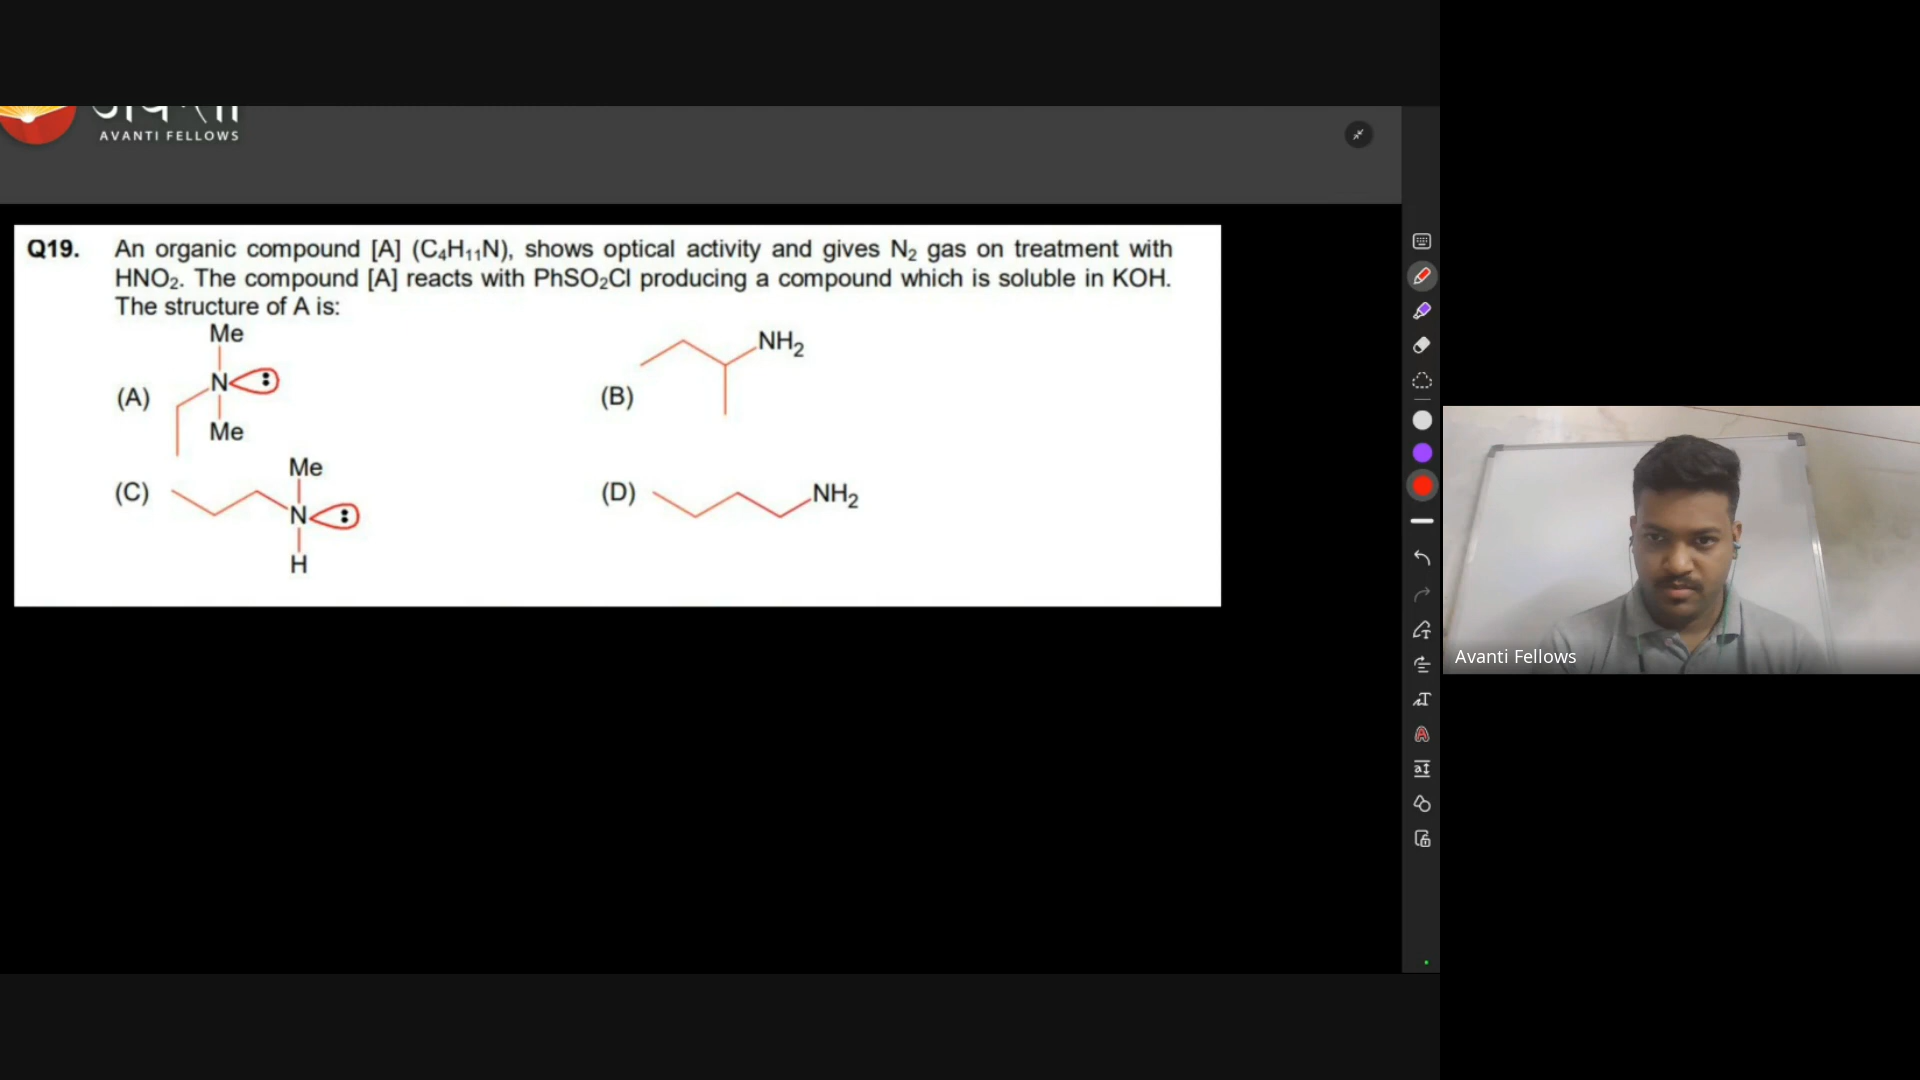 AVANTI FELLOWS
Q19. An organic compound [A] (C₄H₁₁N), shows optical activity and gives N₂ gas on treatment with
HNO₂. The compound [A] reacts with PhSO₂Cl producing a compound which is soluble in KOH.
The structure of A is:
(A)
Me
N
Me
(B)
NH₂
(C)
Me
N
H
(D)
NH₂
Avanti Fellows